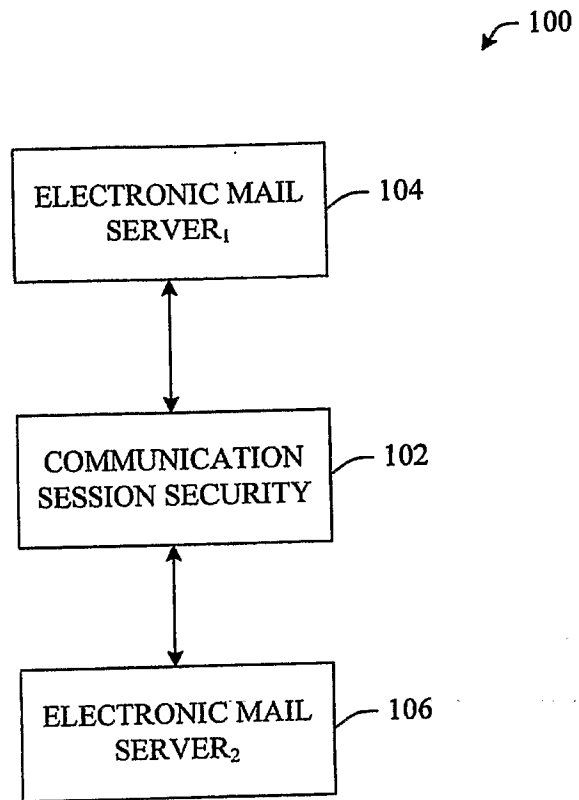 100
ELECTRONIC MAIL
SERVER₁
104
COMMUNICATION
SESSION SECURITY
102
ELECTRONIC MAIL
SERVER₂
106